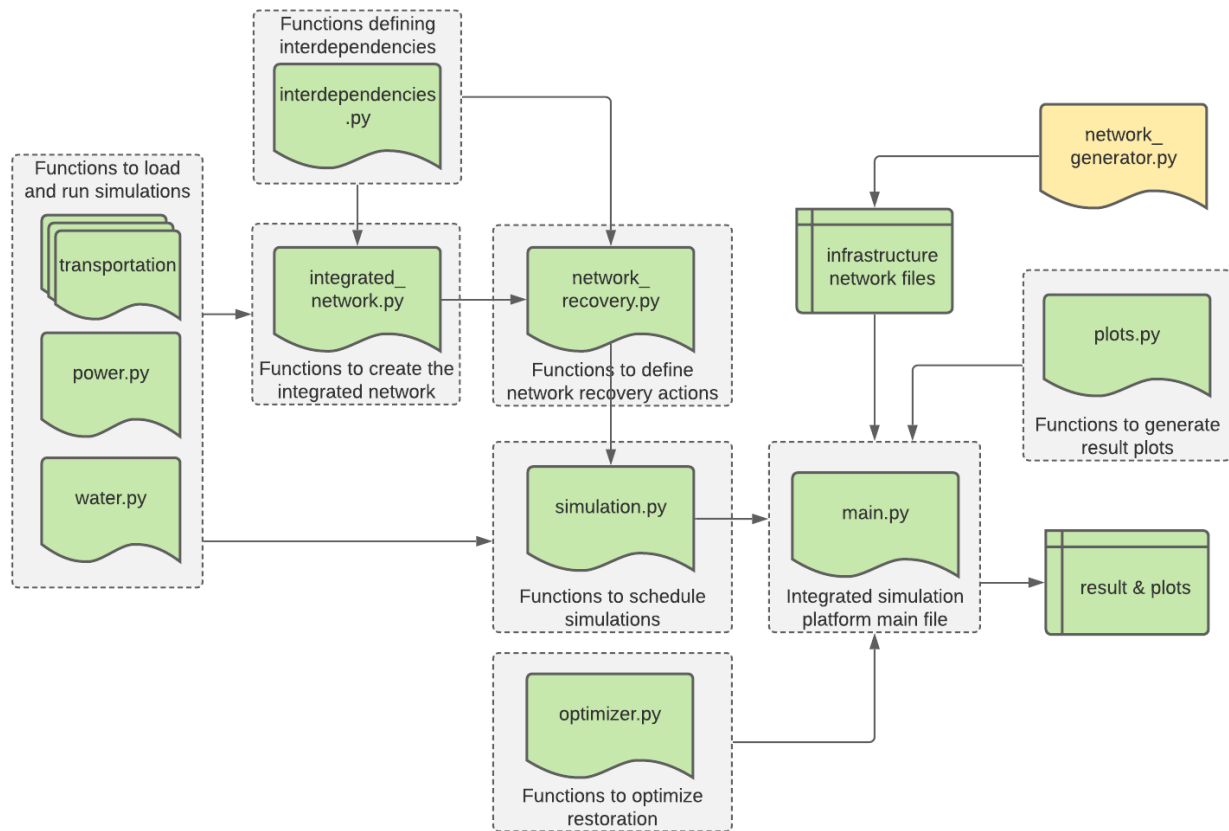 Functions defining
interdependencies
interdependencies
.py
network_
generator.py
Functions to load
and run simulations
transportation
power.py
water.py
integrated_
network.py
Functions to create the
integrated network
network_
recovery.py
Functions to define
network recovery actions
infrastructure
network files
plots.py
Functions to generate
result plots
simulation.py
Functions to schedule
simulations
main.py
Integrated simulation
platform main file
result & plots
optimizer.py
Functions to optimize
restoration